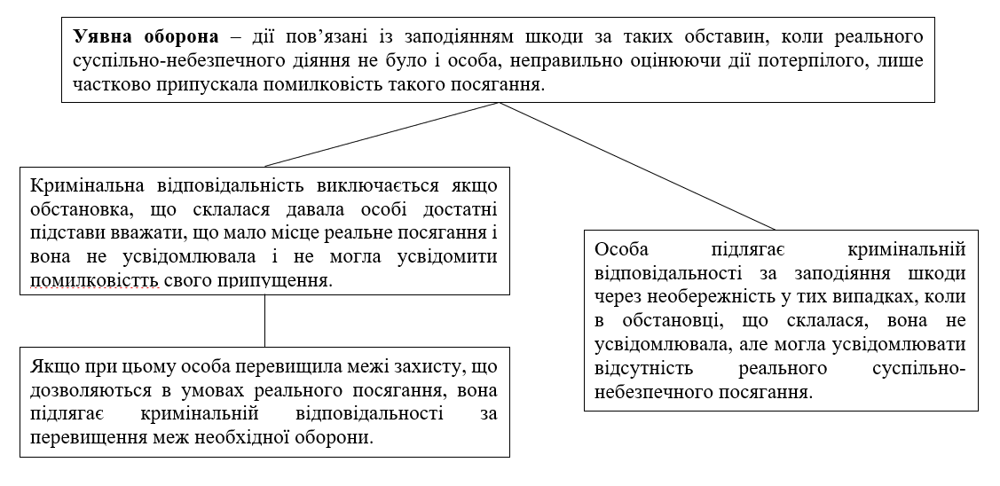 Уявна оборона – дії пов’язані із заподіянням шкоди за таких обставин, коли реального
суспільно-небезпечного діяння не було і особа, неправильно оцінюючи дії потерпілого, лише
частково припускала помилковість такого посягання.
Кримінальна відповідальність виключається якщо
обстановка, що склалася давала особі достатні
підстави вважати, що мало місце реальне посягання і
вона не усвідомлювала і не могла усвідомити
помилковістть свого припущення.
Якщо при цьому особа перевищила межі захисту, що
дозволяються в умовах реального посягання, вона
підлягає кримінальній відповідальності за
перевищення меж необхідної оборони.
Особа підлягає кримінальній
відповідальності за заподіяння шкоди
через необережність у тих випадках, коли
в обстановці, що склалася, вона не
усвідомлювала, але могла усвідомлювати
відсутність реального суспільно-
небезпечного посягання.